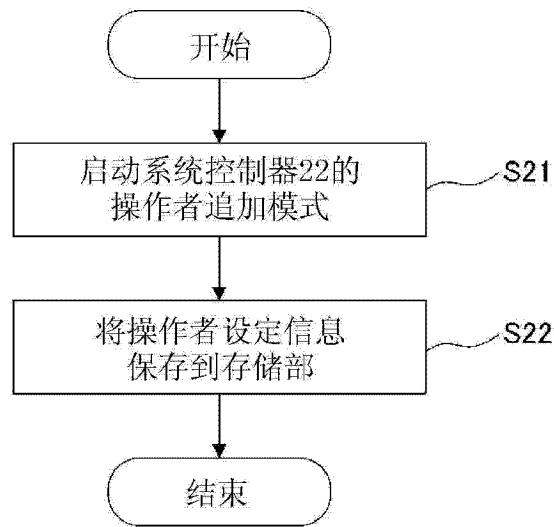 开始
启动系统控制器22的
操作者追加模式
S21
将操作者设定信息
保存到存储部
S22
结束